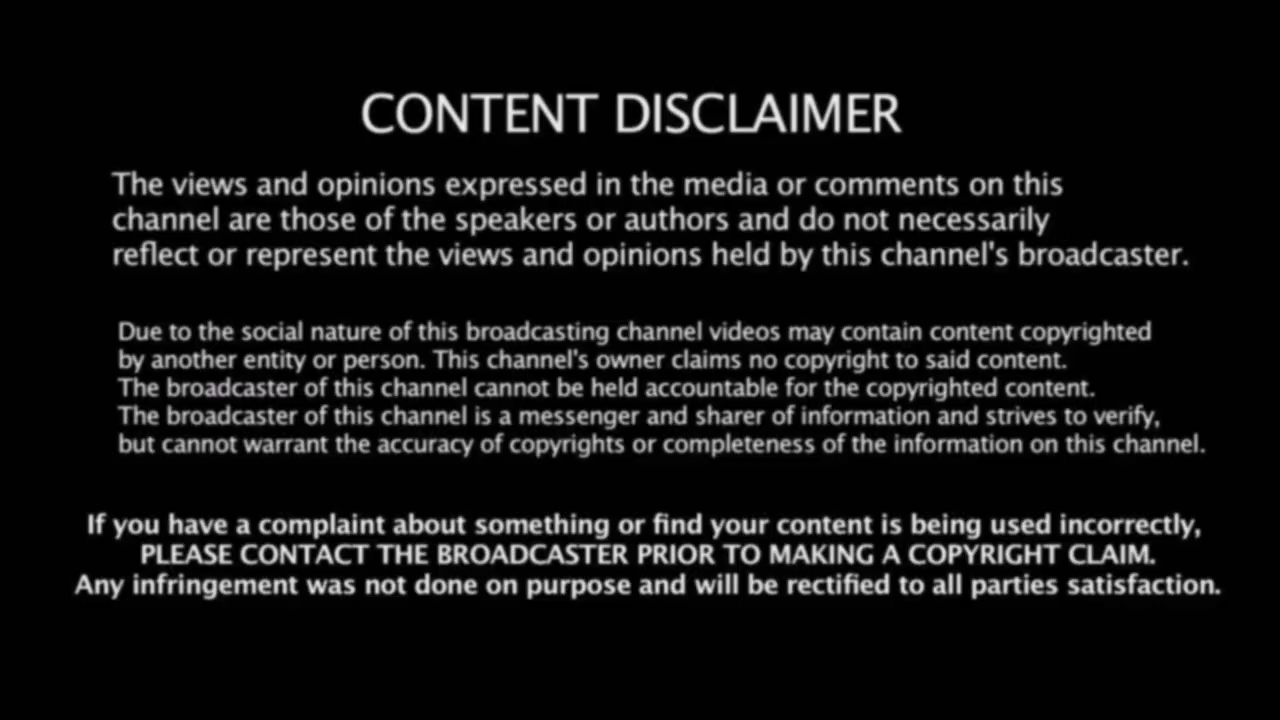 CONTENT DISCLAIMER
The views and opinions expressed in the media or comments on this
channel are those of the speakers or authors and do not necessarily
reflect or represent the views and opinions held by this channel's broadcaster.
Due to the social nature of this broadcasting channel videos may contain content copyrighted
by another entity or person. This channel's owner claims no copyright to said content.
The broadcaster of this channel cannot be held accountable for the copyrighted content.
The broadcaster of this channel is a messenger and sharer of information and strives to verify,
but cannot warrant the accuracy of copyrights or completeness of the information on this channel.
If you have a complaint about something or find your content is being used incorrectly,
PLEASE CONTACT THE BROADCASTER PRIOR TO MAKING A COPYRIGHT CLAIM.
Any infringement was not done on purpose and will be rectified to all parties satisfaction.